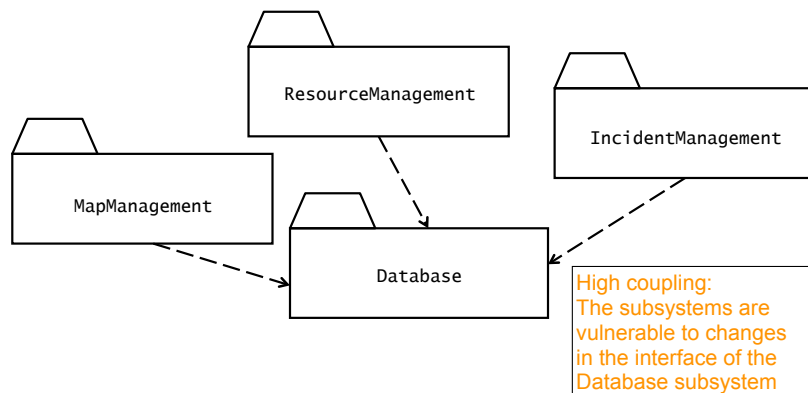 ResourceManagement
IncidentManagement
MapManagement
Database
High coupling:
The subsystems are
vulnerable to changes
in the interface of the
Database subsystem